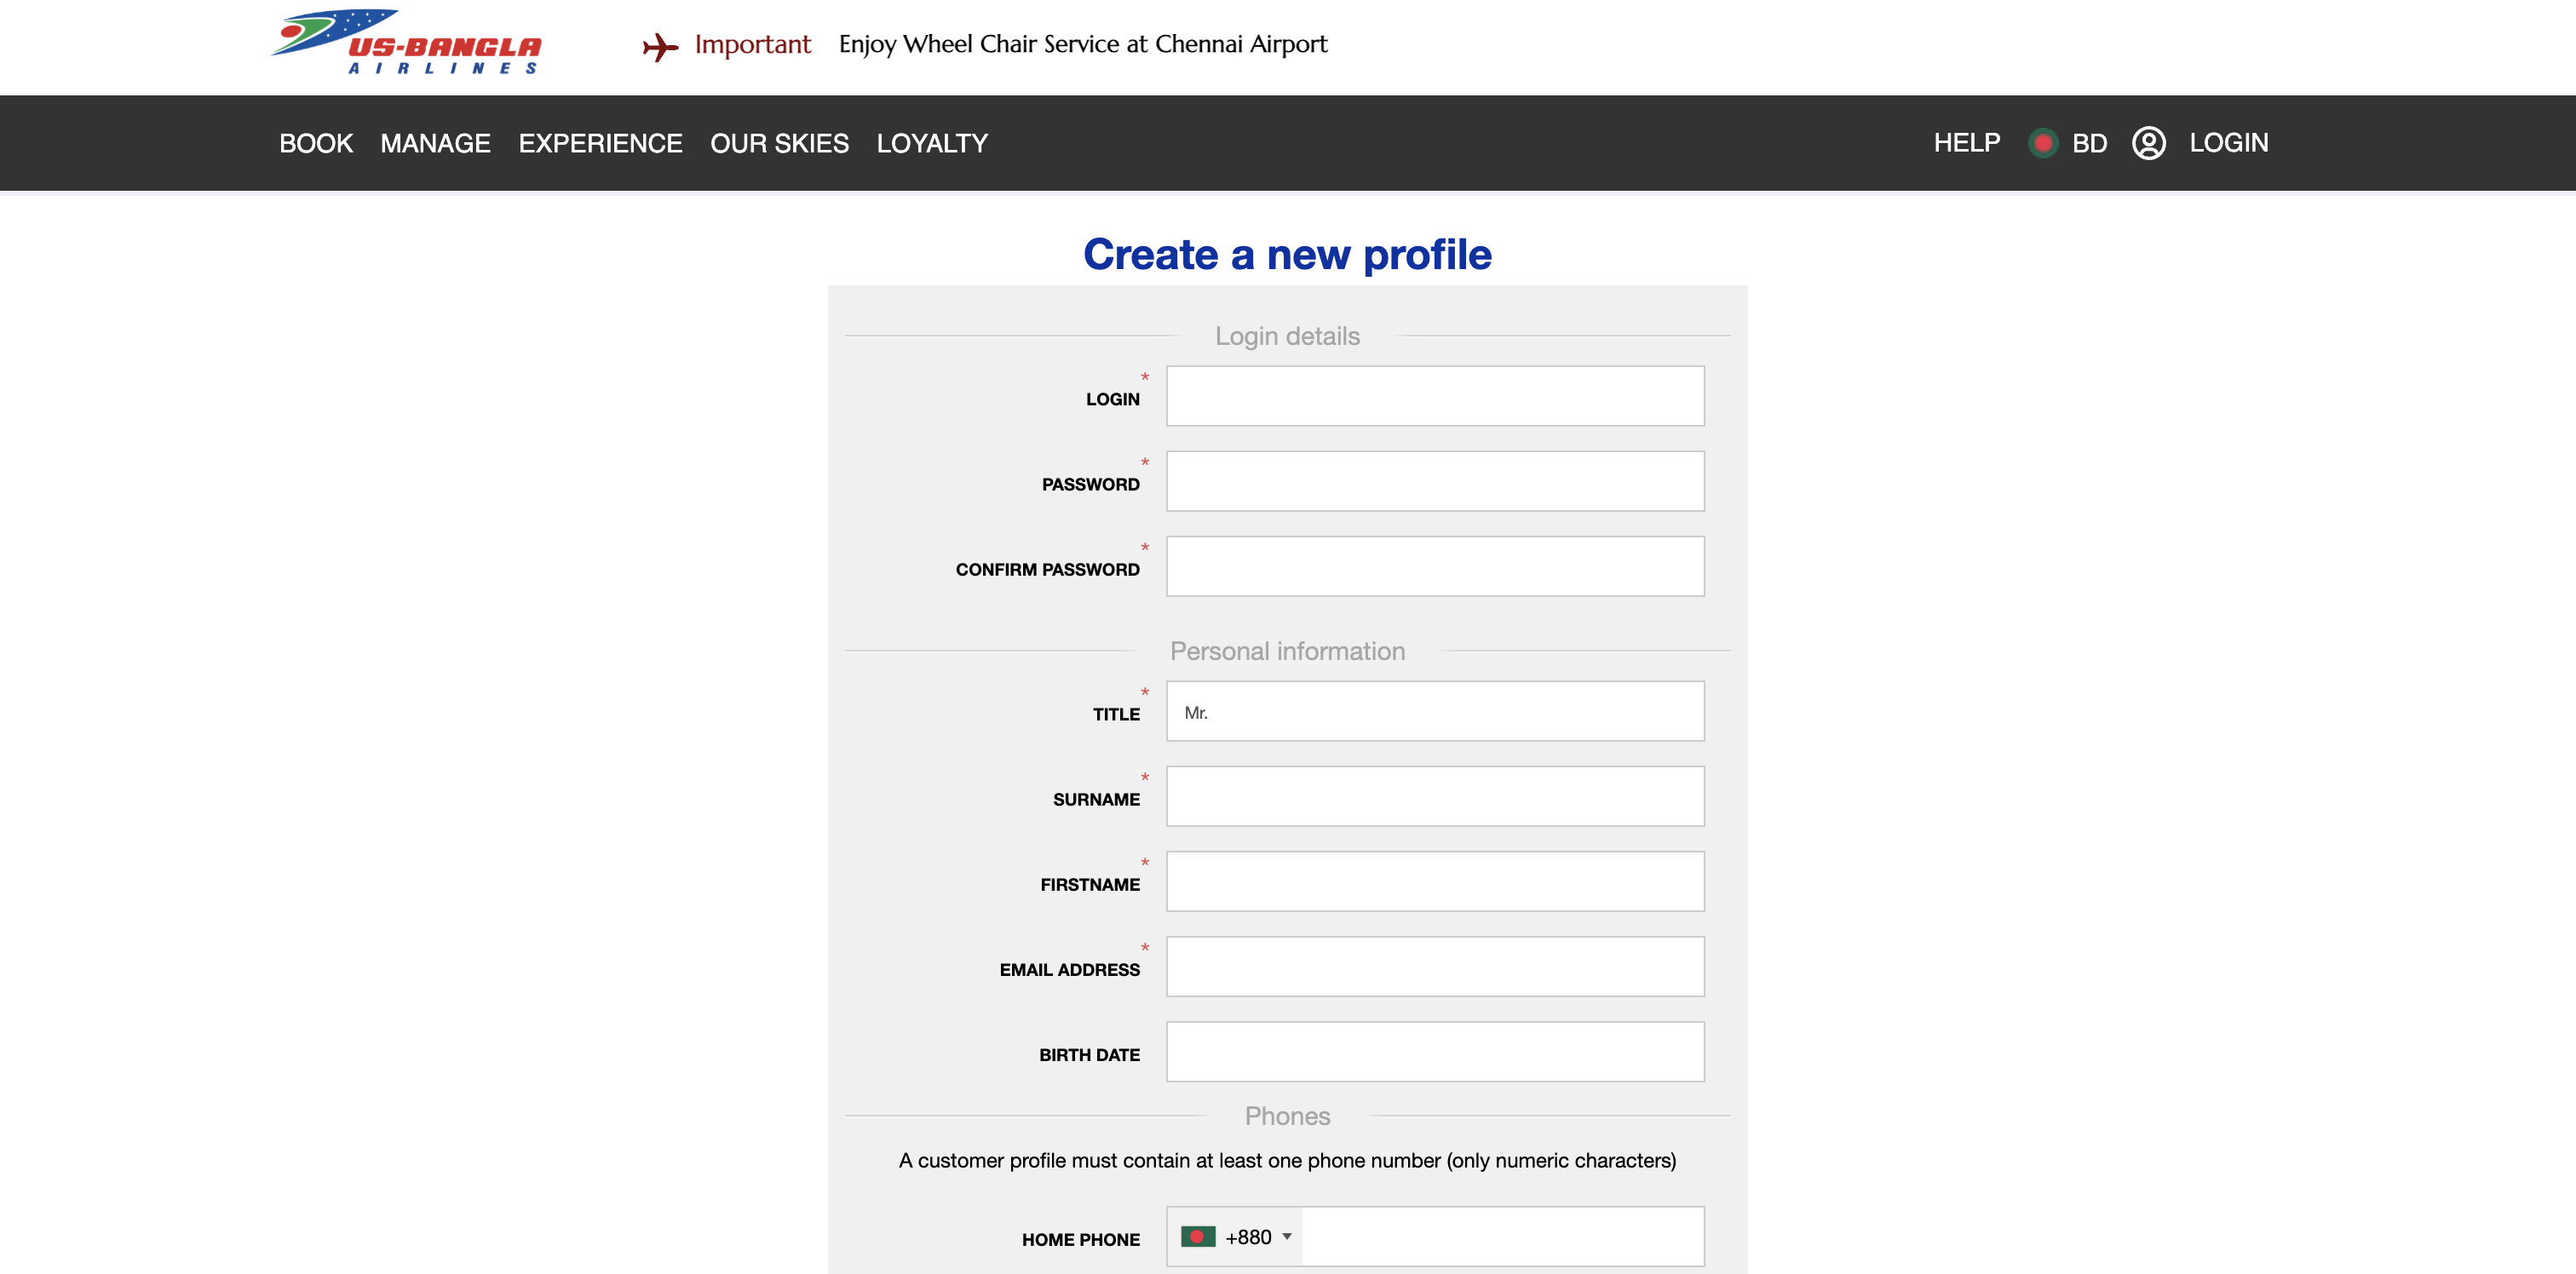 US-BANGLA
AIRLINES
Important Enjoy Wheel Chair Service at Chennai Airport
BOOK MANAGE EXPERIENCE OUR SKIES LOYALTY HELP BD LOGIN
Create a new profile
Login details
* LOGIN
* PASSWORD
* CONFIRM PASSWORD
Personal information
* TITLE Mr.
* SURNAME
* FIRSTNAME
* EMAIL ADDRESS
BIRTH DATE
Phones
A customer profile must contain at least one phone number (only numeric characters)
HOME PHONE +880